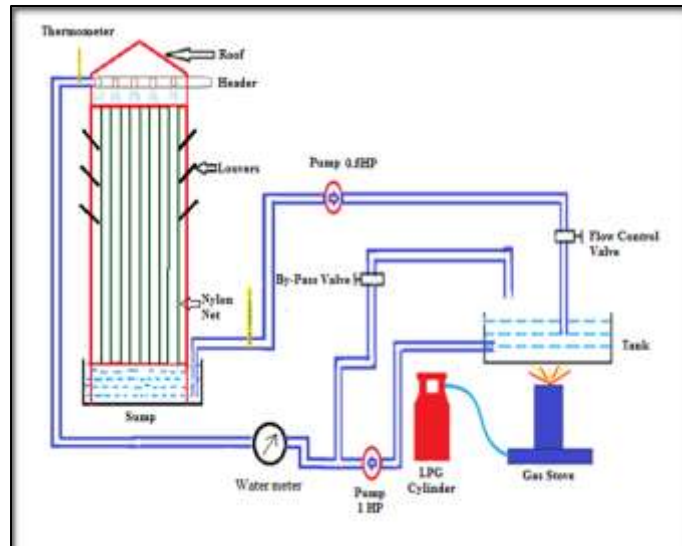 Thermometer
Roof
Header
Louvers
Pump 0.5HP
Flow Control
Valve
By-Pass Valve
Nylon
Net
Tank
Sump
Water meter
Pump
1 HP
LPG
Cylinder
Gas Stove